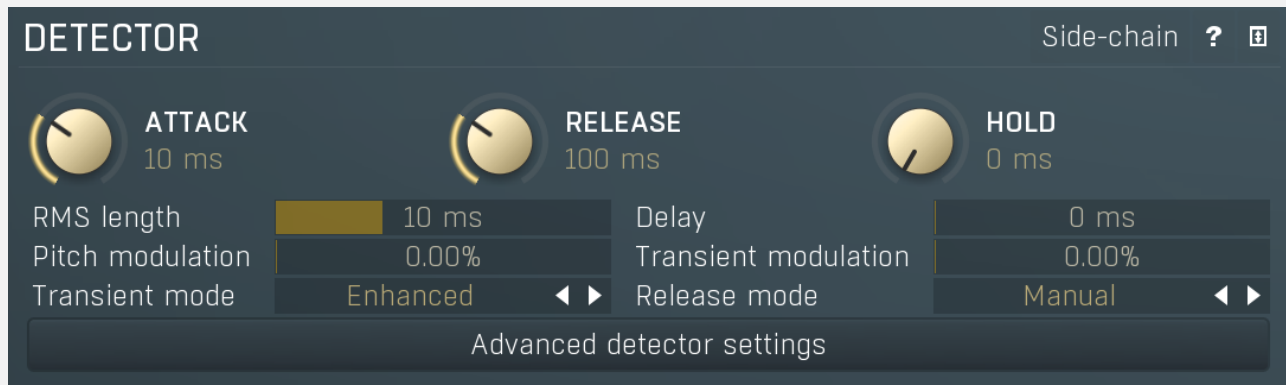 DETECTOR Side-chain ?
ATTACK RELEASE HOLD
10 ms 100 ms 0 ms
RMS length 10 ms Delay 0 ms
Pitch modulation 0.00% Transient modulation 0.00%
Transient mode Enhanced Release mode Manual
Advanced detector settings